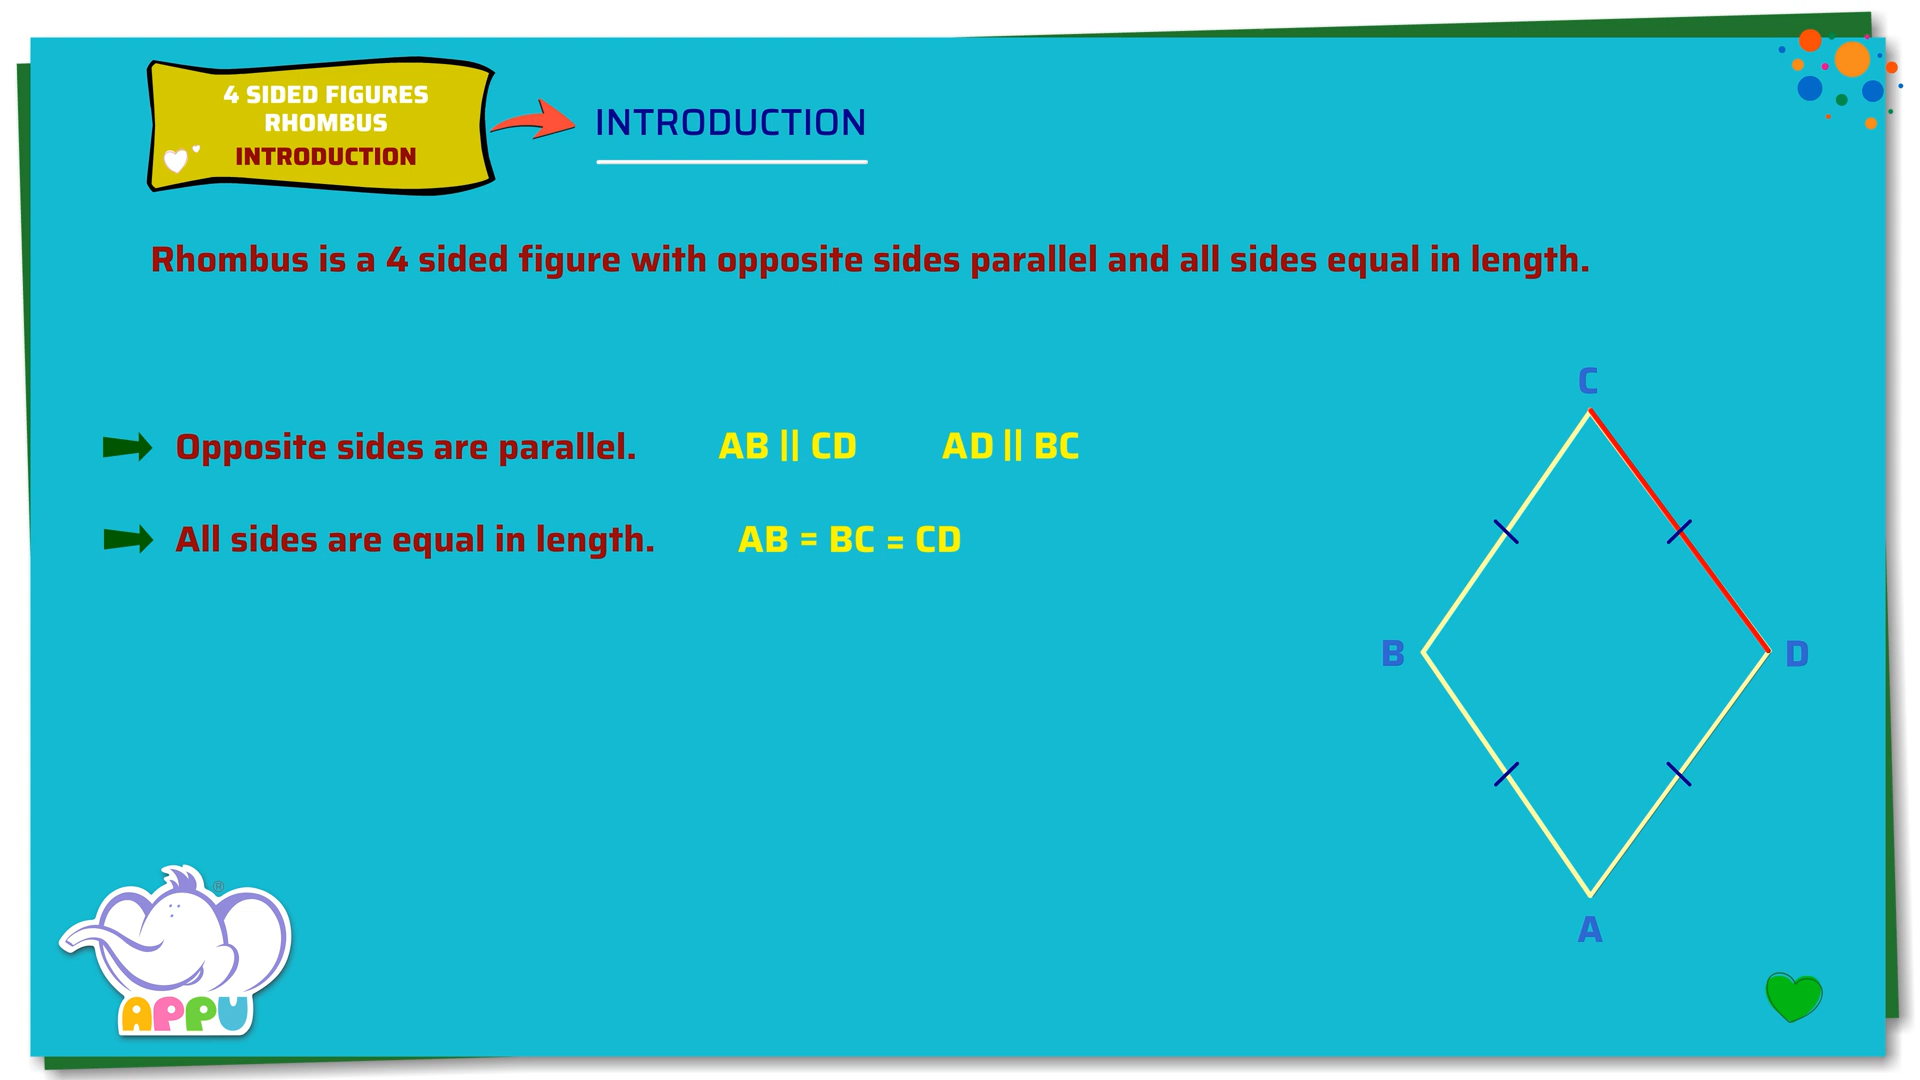 4 SIDED FIGURES
RHOMBUS
INTRODUCTION
INTRODUCTION
Rhombus is a 4 sided figure with opposite sides parallel and all sides equal in length.
Opposite sides are parallel. AB || CD AD || BC
All sides are equal in length. AB = BC = CD
C
B
D
A
®
APPU